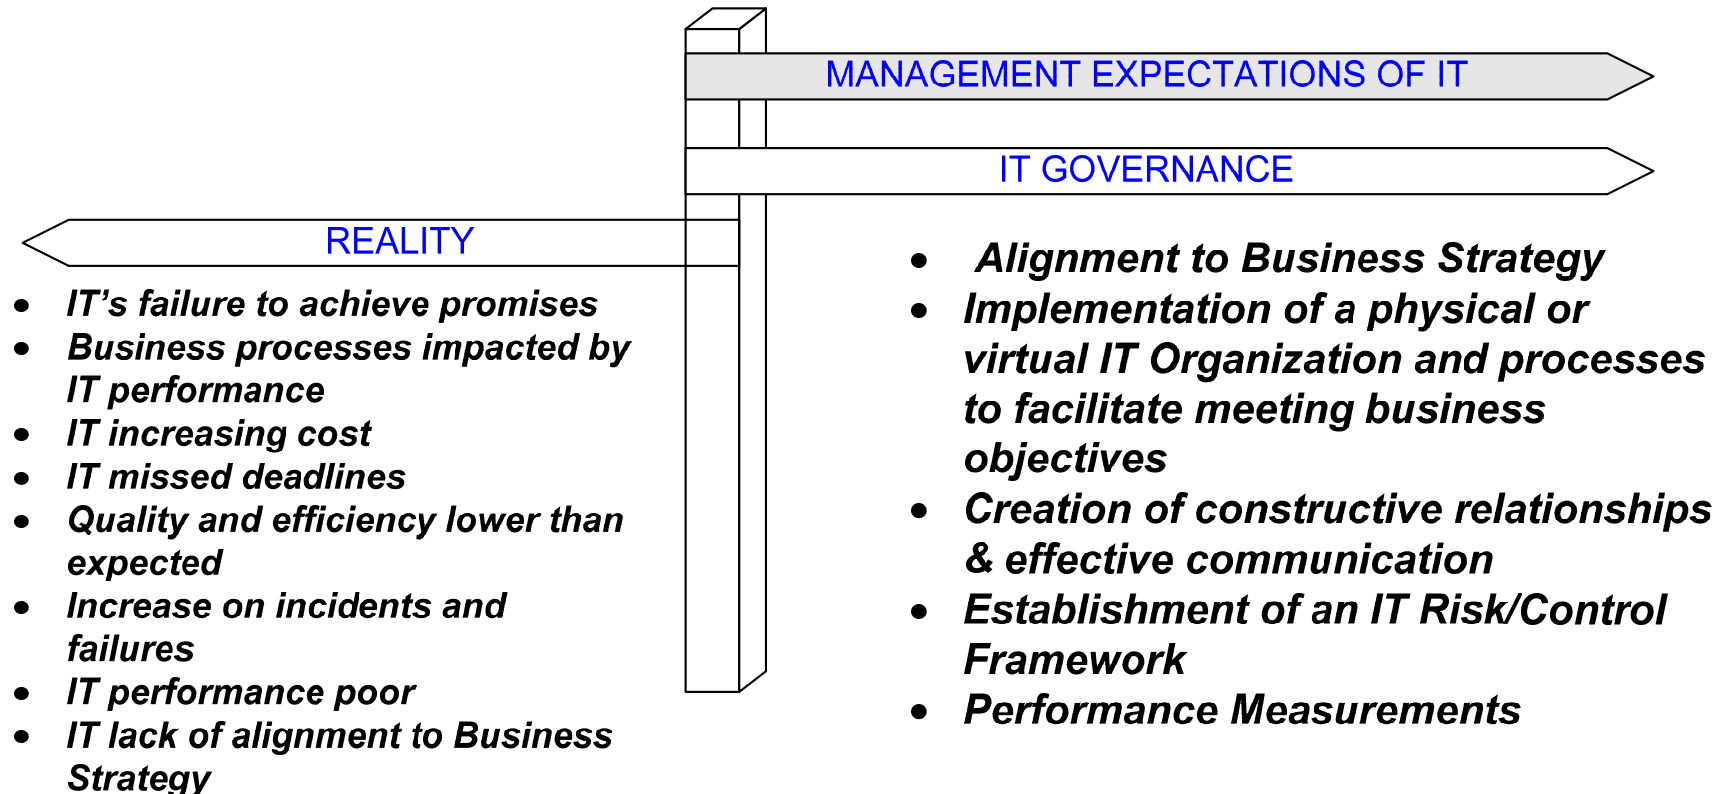 MANAGEMENT EXPECTATIONS OF IT
IT GOVERNANCE
REALITY
• IT’s failure to achieve promises
• Business processes impacted by
IT performance
• IT increasing cost
• IT missed deadlines
• Quality and efficiency lower than
expected
• Increase on incidents and
failures
• IT performance poor
• IT lack of alignment to Business
Strategy
• Alignment to Business Strategy
• Implementation of a physical or
virtual IT Organization and processes
to facilitate meeting business
objectives
• Creation of constructive relationships
& effective communication
• Establishment of an IT Risk/Control
Framework
• Performance Measurements